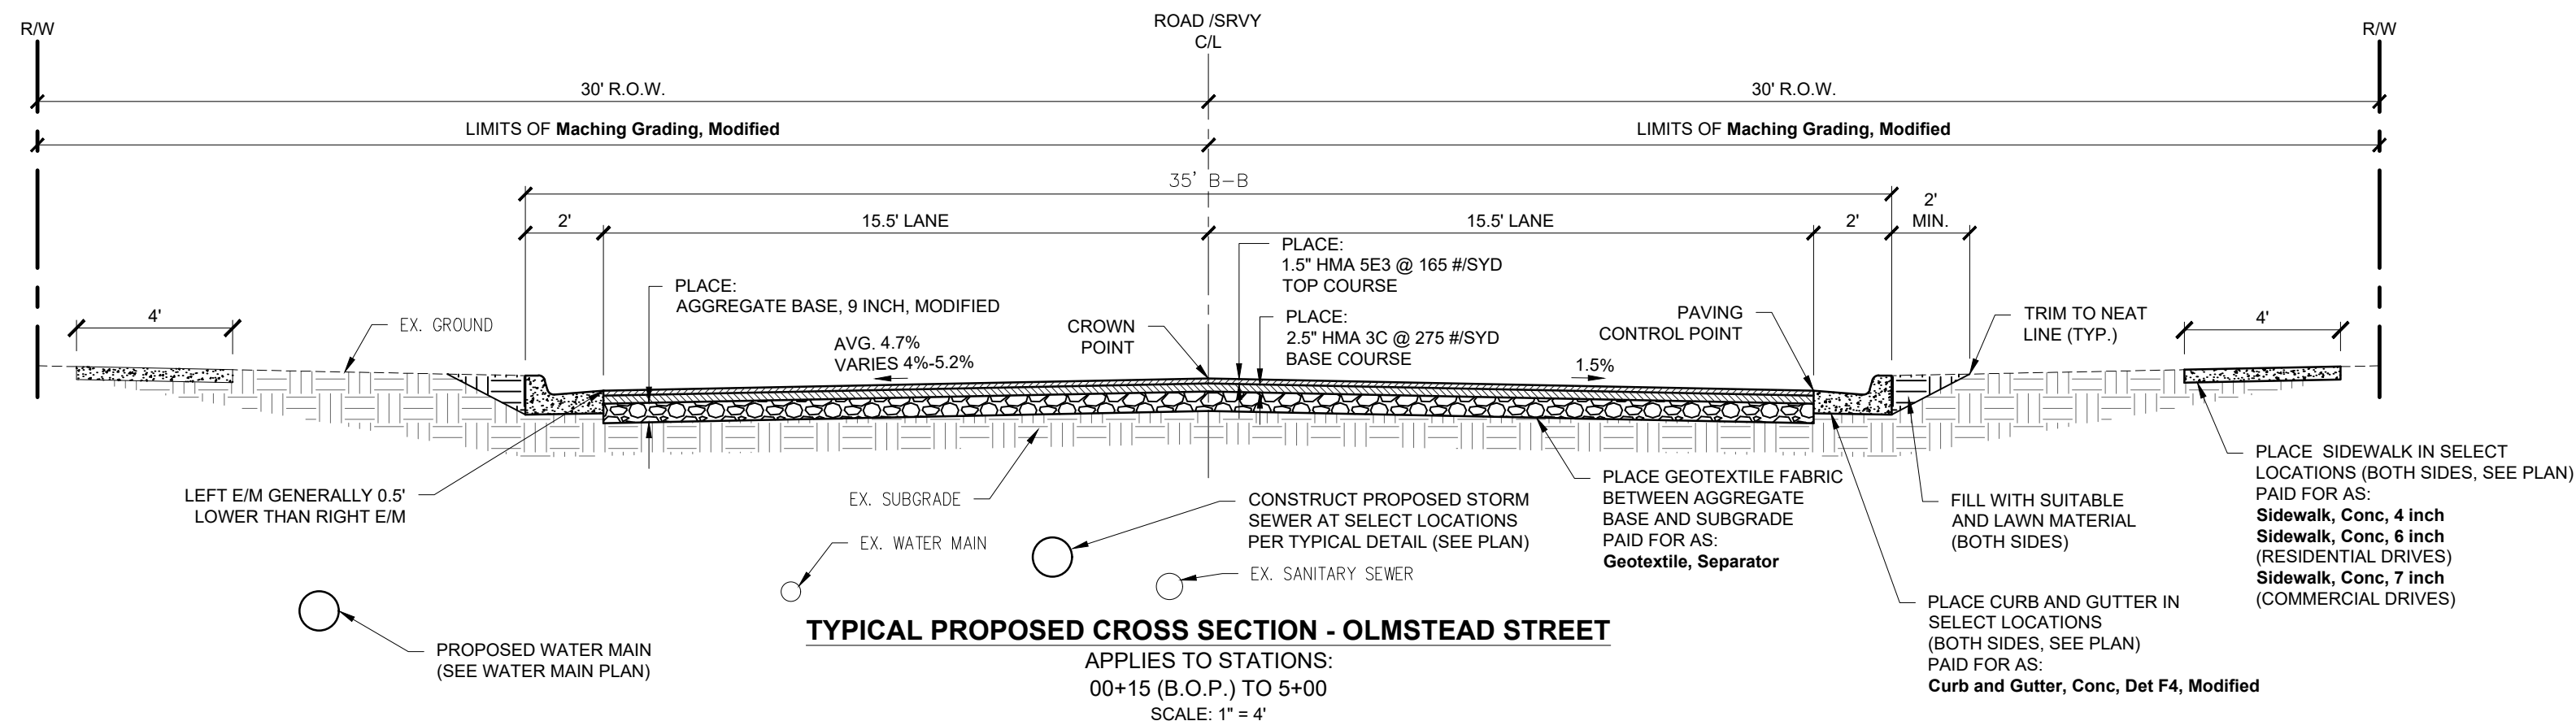 R/W
ROAD /SRVY
C/L
R/W
30' R.O.W.
30' R.O.W.
LIMITS OF Maching Grading, Modified
LIMITS OF Maching Grading, Modified
35' B-B
2'
15.5' LANE
15.5' LANE
2'
2'
MIN.
PLACE:
AGGREGATE BASE, 9 INCH, MODIFIED
PLACE:
1.5" HMA 5E3 @ 165 #/SYD
TOP COURSE
PLACE:
2.5" HMA 3C @ 275 #/SYD
BASE COURSE
4'
EX. GROUND
AVG. 4.7%
VARIES 4%-5.2%
CROWN
POINT
1.5%
PAVING
CONTROL POINT
TRIM TO NEAT
LINE (TYP.)
4'
LEFT E/M GENERALLY 0.5'
LOWER THAN RIGHT E/M
EX. SUBGRADE
EX. WATER MAIN
CONSTRUCT PROPOSED STORM
SEWER AT SELECT LOCATIONS
PER TYPICAL DETAIL (SEE PLAN)
EX. SANITARY SEWER
PLACE GEOTEXTILE FABRIC
BETWEEN AGGREGATE
BASE AND SUBGRADE
PAID FOR AS:
Geotextile, Separator
FILL WITH SUITABLE
AND LAWN MATERIAL
(BOTH SIDES)
PLACE SIDEWALK IN SELECT
LOCATIONS (BOTH SIDES, SEE PLAN)
PAID FOR AS:
Sidewalk, Conc, 4 inch
Sidewalk, Conc, 6 inch
(RESIDENTIAL DRIVES)
Sidewalk, Conc, 7 inch
(COMMERCIAL DRIVES)
PLACE CURB AND GUTTER IN
SELECT LOCATIONS
(BOTH SIDES, SEE PLAN)
PAID FOR AS:
Curb and Gutter, Conc, Det F4, Modified
PROPOSED WATER MAIN
(SEE WATER MAIN PLAN)
TYPICAL PROPOSED CROSS SECTION - OLMSTEAD STREET
APPLIES TO STATIONS:
00+15 (B.O.P.) TO 5+00
SCALE: 1" = 4'